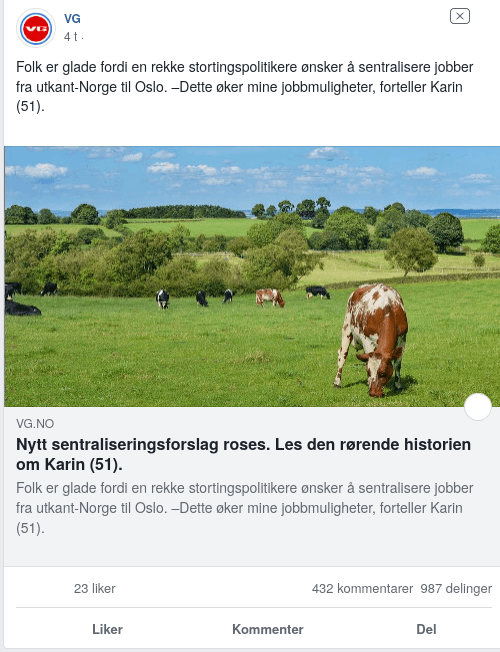 VG
4 t ·
VG
Folk er glade fordi en rekke stortingspolitikere ønsker å sentralisere jobber
fra utkant-Norge til Oslo. –Dette øker mine jobbmuligheter, forteller Karin
(51).
VG.NO
Nytt sentraliseringsforslag roses. Les den rørende historien
om Karin (51).
Folk er glade fordi en rekke stortingspolitikere ønsker å sentralisere jobber
fra utkant-Norge til Oslo. –Dette øker mine jobbmuligheter, forteller Karin
(51).
23 liker
432 kommentarer 987 delinger
Liker
Kommenter
Del